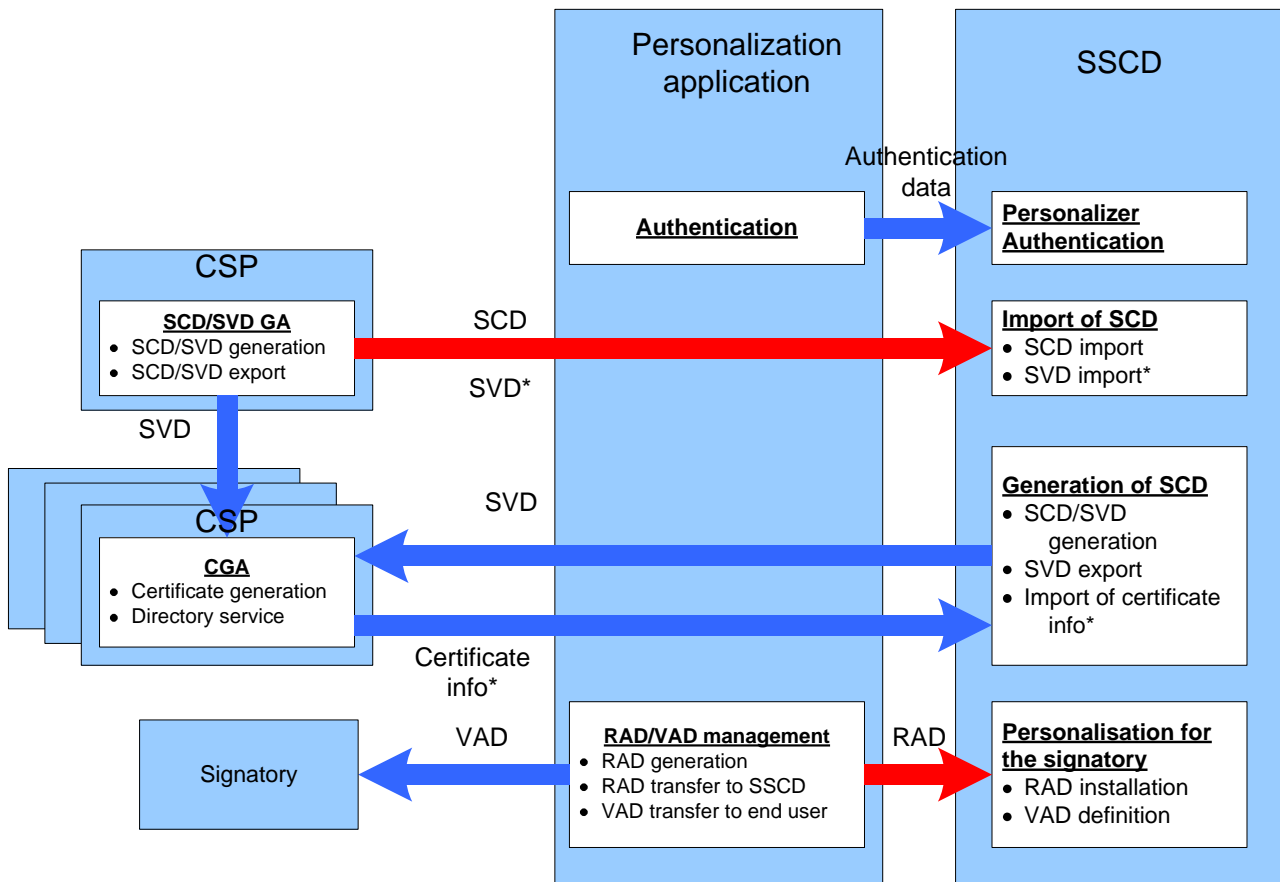 Personalization
application
SSCD
Authentication
data
Authentication
Personalizer
Authentication
CSP
SCD/SVD GA
• SCD/SVD generation
• SCD/SVD export
SCD
SVD*
Import of SCD
• SCD import
• SVD import*
SVD
CSP
CGA
• Certificate generation
• Directory service
SVD
Certificate
info*
Generation of SCD
• SCD/SVD
generation
• SVD export
• Import of certificate
info*
Signatory
VAD
RAD/VAD management
• RAD generation
• RAD transfer to SSCD
• VAD transfer to end user
RAD
Personalisation for
the signatory
• RAD installation
• VAD definition